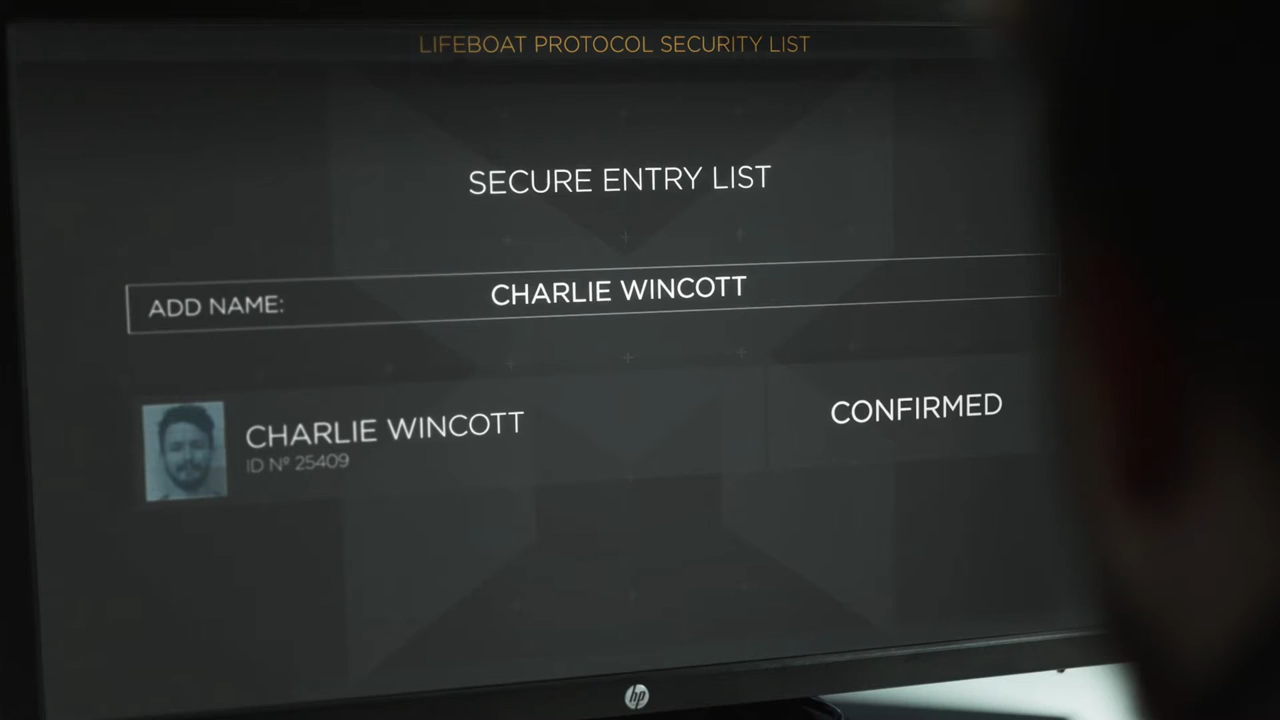 LIFEBOAT PROTOCOL SECURITY LIST
SECURE ENTRY LIST
ADD NAME: CHARLIE WINCOTT
CHARLIE WINCOTT CONFIRMED
ID Nº 25409
hp